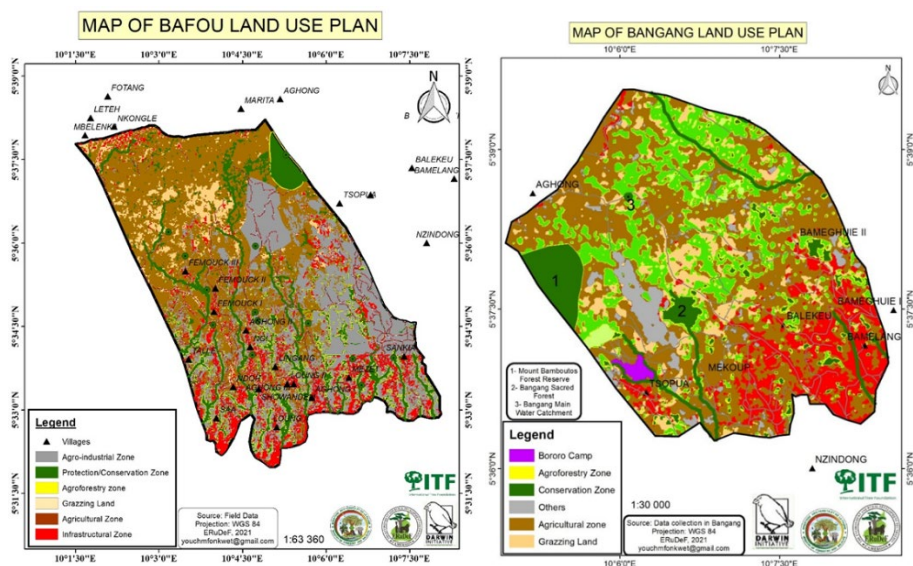 MAP OF BAFOU LAND USE PLAN
10°1'30"E
10°3'0"E
10°4'30"E
10°6'0"E
10°7'30"E
5°39'0"N
5°37'30"N
5°36'0"N
5°34'30"N
5°33'0"N
5°31'30"N
N
FOTANG
LETEH
NKONGLE
MBELENKA
MARITA
AGHONG
BALEKEU
BAMELANG
TSOPUA
NZINDONG
FEMOUCK III
FEMOUCK II
FEMOUCK I
AGHONG II
SANKIA
Legend
Villages
Agro-industrial Zone
Protection/Conservation Zone
Agroforestry zone
Grazzing Land
Agricultural Zone
Infrastructural Zone
Source: Field Data
Projection: WGS 84
ERuDeF, 2021
youchmfonkwet@gmail.com
1:63 360
ITF
DARWIN
INITIATIVE
MAP OF BANGANG LAND USE PLAN
10°6'0"E
10°7'30"E
5°39'0"N
5°37'30"N
5°36'0"N
N
AGHONG
3
1
2
BAMEGHUIE II
BAMEGHUIE I
BALEKEU
BAMELANG
MEKOUP
TSOPUA
NZINDONG
1- Mount Bamboutos
Forest Reserve
2- Bangang Sacred
Forest
3- Bangang Main
Water Catchment
Legend
Bororo Camp
Agroforestry Zone
Conservation Zone
Others
Agricultural zone
Grazzing Land
1:30 000
Source: Data collection in Bangang
Projection: WGS 84
ERuDeF, 2021
youchmfonkwet@gmail.com
ITF
DARWIN
INITIATIVE